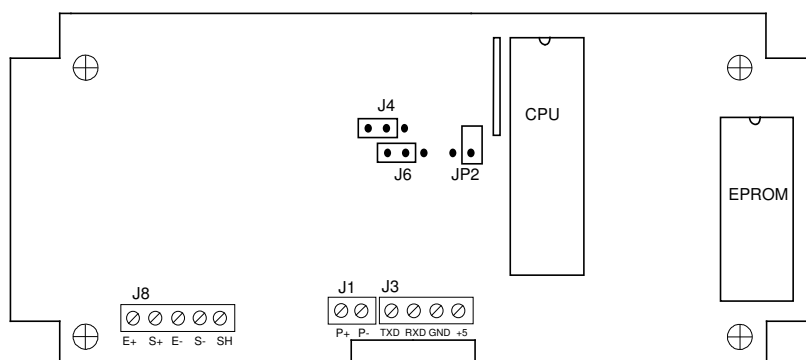 J4
CPU
J6
JP2
EPROM
J8
J1
J3
E+ S+ E- S- SH
P+ P-
TXD RXD GND +5